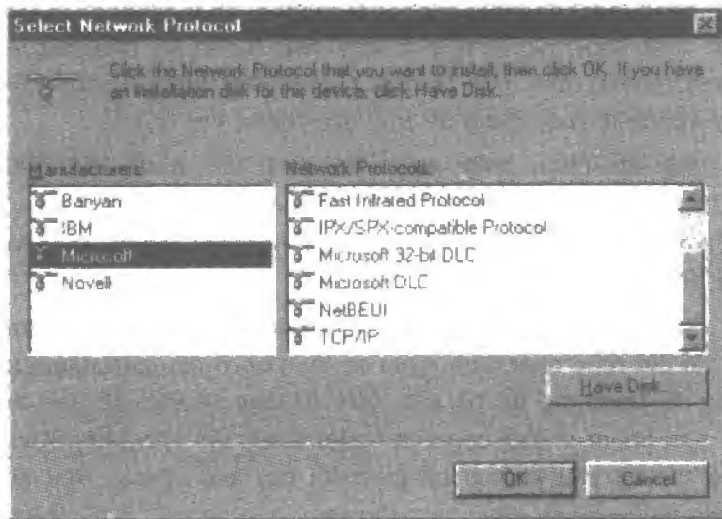 Select Network Protocol
Click the Network Protocol that you want to install, then click OK. If you have
an installation disk for this device, click Have Disk.
Manufacturers:
Network Protocols:
Banyan
IBM
Microsoft
Novell
Fast Infrared Protocol
IPX/SPX-compatible Protocol
Microsoft 32-bit DLC
Microsoft DLC
NetBEUI
TCP/IP
Have Disk...
OK
Cancel